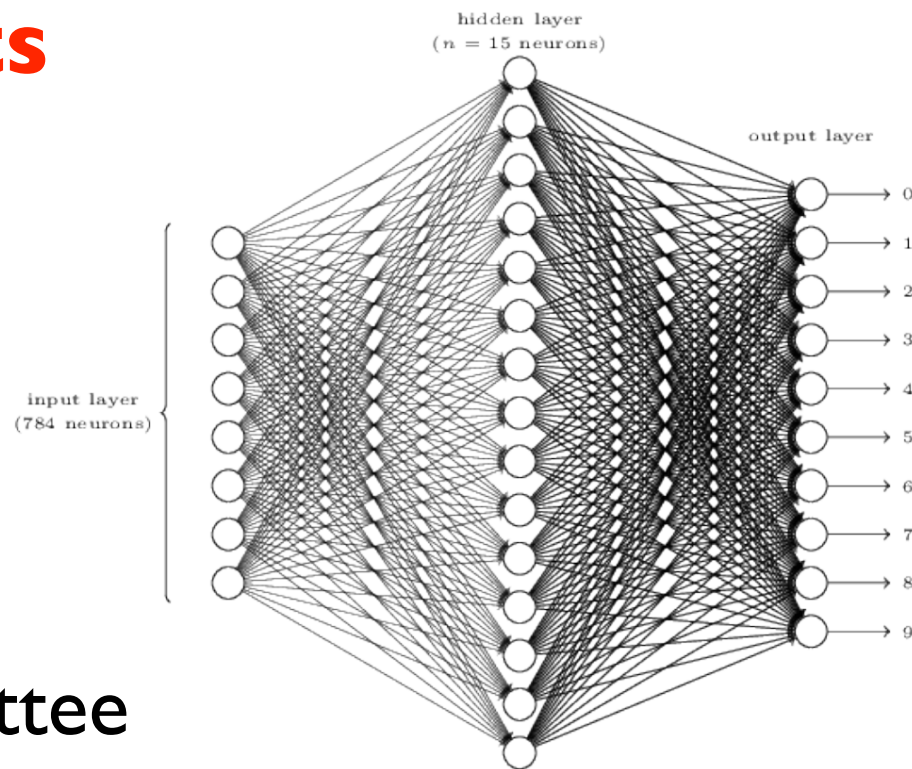 ts
hidden layer
(n = 15 neurons)
output layer
0
1
2
3
4
5
6
7
8
9
input layer
(784 neurons)
ttee